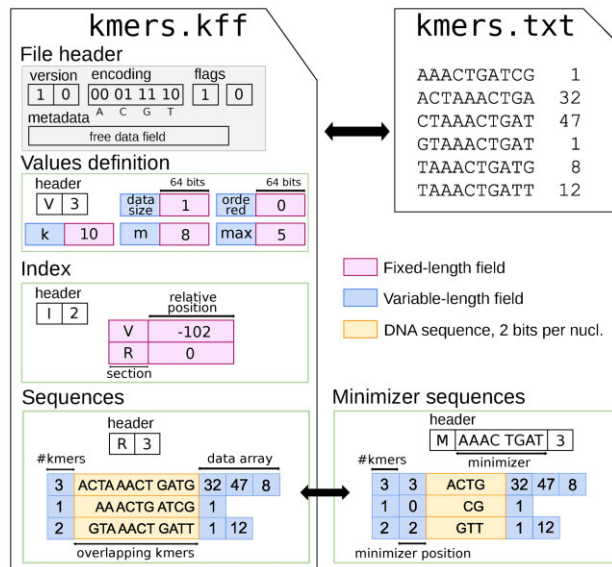 kmers.kff
File header
version encoding flags
1 0 00 01 11 10 1 0
A C G T
metadata
free data field
Values definition
header 64 bits 64 bits
V 3 data size 1 orde red 0
k 10 m 8 max 5
Index
header
I 2
relative position
V -102
R 0
section
Sequences
header
R 3
#kmers data array
3 ACTA AACT GATG 32 47 8
1 AA ACTG ATCG 1
2 GTA AACT GATT 1 12
overlapping kmers
kmers.txt
AAACTGATCG 1
ACTAAACTGA 32
CTAAACTGAT 47
GTAAACTGAT 1
TAAACTGATG 8
TAAACTGATT 12
Fixed-length field
Variable-length field
DNA sequence, 2 bits per nucl.
Minimizer sequences
header
M AAAC TGAT 3
#kmers minimizer
3 3 ACTG 32 47 8
1 0 CG 1
2 2 GTT 1 12
minimizer position